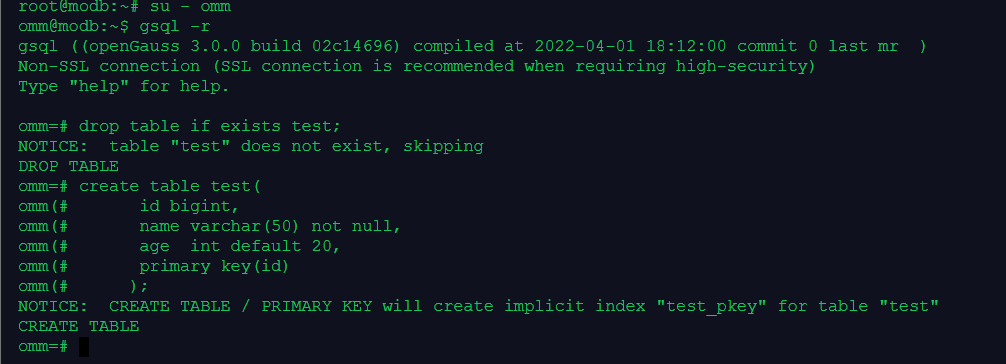 root@modb:~# su - omm
omm@modb:~$ gsql -r
gsql ((openGauss 3.0.0 build 02c14696) compiled at 2022-04-01 18:12:00 commit 0 last mr  )
Non-SSL connection (SSL connection is recommended when requiring high-security)
Type "help" for help.

omm=# drop table if exists test;
NOTICE:  table "test" does not exist, skipping
DROP TABLE
omm=# create table test(
omm(#       id bigint,
omm(#       name varchar(50) not null,
omm(#       age  int default 20,
omm(#       primary key(id)
omm(#      );
NOTICE:  CREATE TABLE / PRIMARY KEY will create implicit index "test_pkey" for table "test"
CREATE TABLE
omm=#